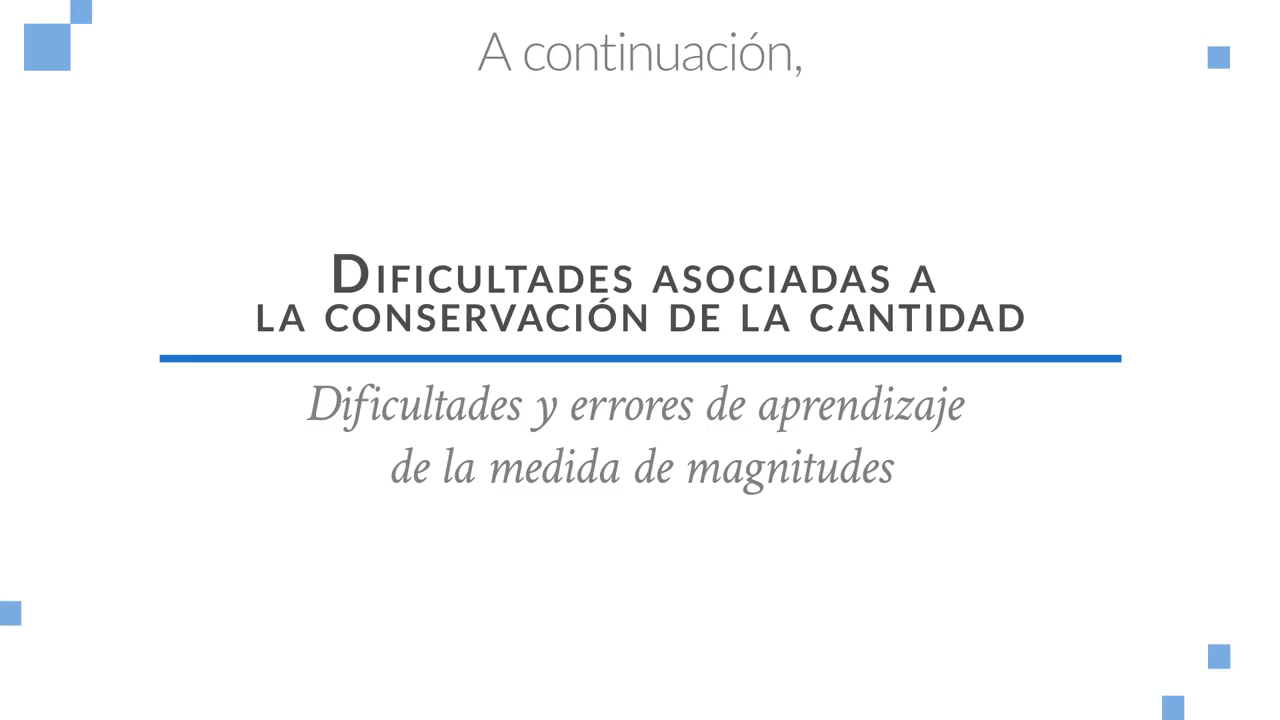 A continuación,
Dificultades asociadas a
la conservación de la cantidad
Dificultades y errores de aprendizaje
de la medida de magnitudes